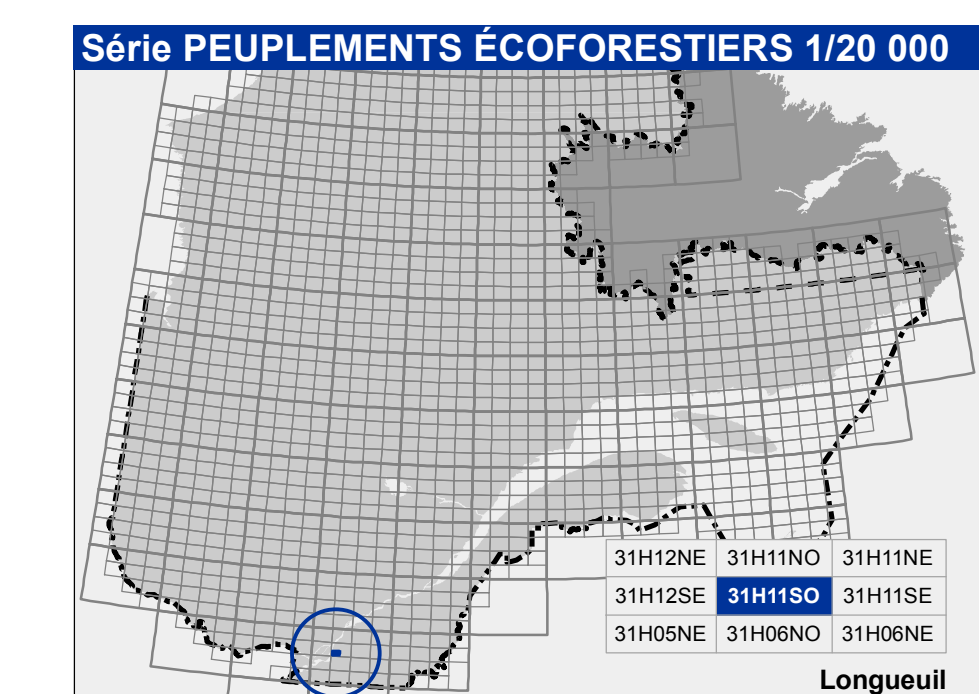 Série PEUPLEMENTS ÉCOFORESTIERS 1/20 000
31H12NE 31H11NO 31H11NE
31H12SE 31H11SO 31H11SE
31H05NE 31H06NO 31H06NE
Longueuil